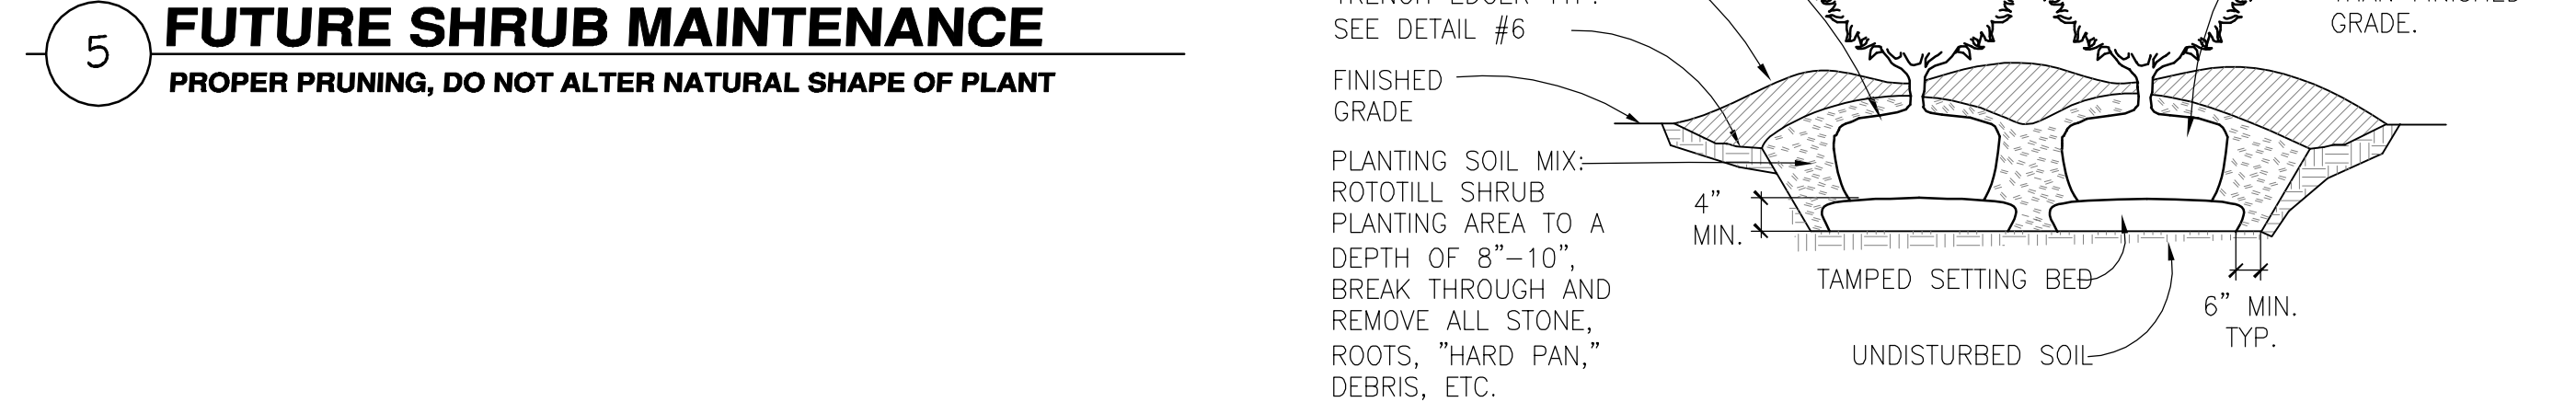 5
FUTURE SHRUB MAINTENANCE
PROPER PRUNING, DO NOT ALTER NATURAL SHAPE OF PLANT
SEE DETAIL #6
FINISHED
GRADE
PLANTING SOIL MIX:
ROTOTILL SHRUB
PLANTING AREA TO A
DEPTH OF 8"-10",
BREAK THROUGH AND
REMOVE ALL STONE,
ROOTS, "HARD PAN,"
DEBRIS, ETC.
4"
MIN.
TAMPED SETTING BED
UNDISTURBED SOIL
6" MIN.
TYP.
GRADE.